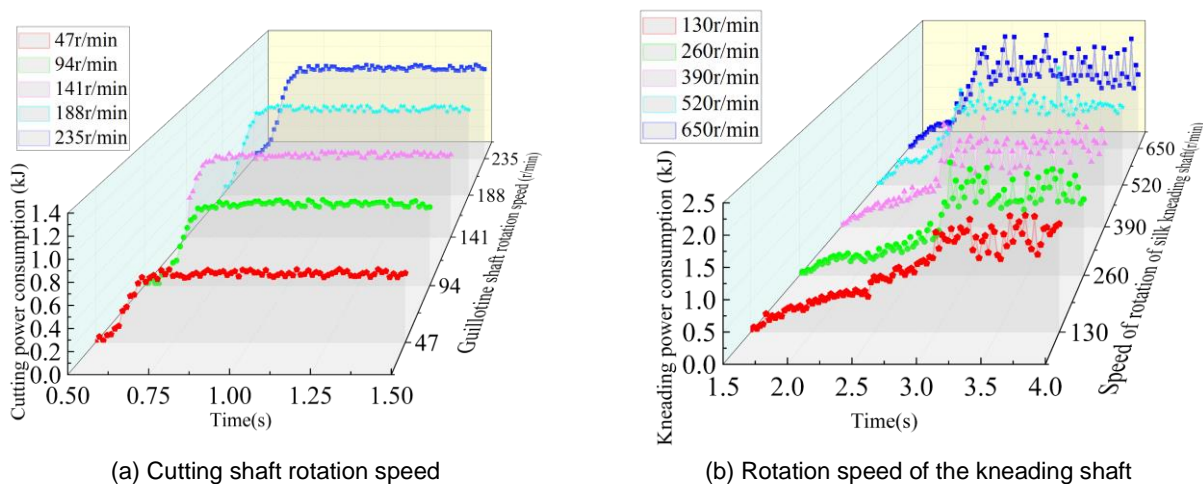 47r/min
94r/min
141r/min
188r/min
235r/min
Cutting power consumption (kJ)
1.4
1.2
1.0
0.8
0.6
0.4
0.2
0.0
0.50
0.75
1.00
1.25
1.50
Time(s)
47
94
141
188
235
Guillotine shaft rotation speed (r/min)
(a) Cutting shaft rotation speed
130r/min
260r/min
390r/min
520r/min
650r/min
Kneading power consumption (kJ)
2.5
2.0
1.5
1.0
0.5
0.0
1.5
2.0
2.5
3.0
3.5
4.0
Time(s)
130
260
390
520
650
Speed of rotation of silk kneading shaft(r/min)
(b) Rotation speed of the kneading shaft